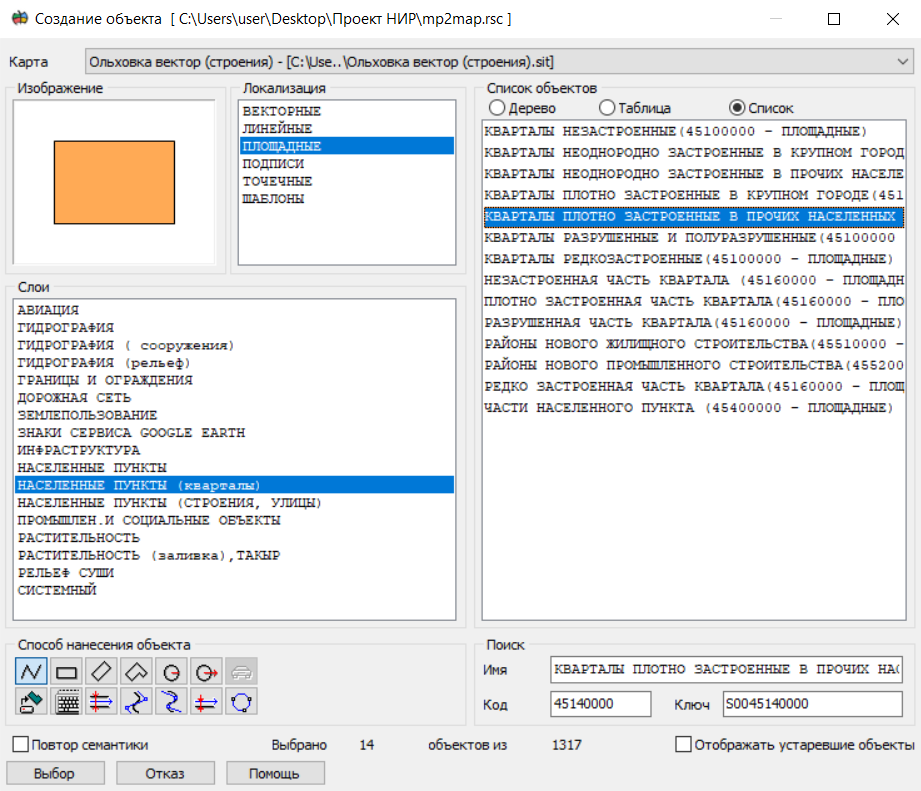 Создание объекта [ C:\Users\user\Desktop\Проект НИР\mp2map.rsc ]
Карта
Ольховка вектор (строения) - [C:\Use..\Ольховка вектор (строения).sit]
Изображение
Локализация
ВЕКТОРНЫЕ
ЛИНЕЙНЫЕ
ПЛОЩАДНЫЕ
ПОДПИСИ
ТОЧЕЧНЫЕ
ШАБЛОНЫ
Список объектов
Дерево Таблица Список
КВАРТАЛЫ НЕЗАСТРОЕННЫЕ(45100000 - ПЛОЩАДНЫЕ)
КВАРТАЛЫ НЕОДНОРОДНО ЗАСТРОЕННЫЕ В КРУПНОМ ГОРОД
КВАРТАЛЫ НЕОДНОРОДНО ЗАСТРОЕННЫЕ В ПРОЧИХ НАСЕЛЕ
КВАРТАЛЫ ПЛОТНО ЗАСТРОЕННЫЕ В КРУПНОМ ГОРОДЕ(451
КВАРТАЛЫ ПЛОТНО ЗАСТРОЕННЫЕ В ПРОЧИХ НАСЕЛЕННЫХ
КВАРТАЛЫ РАЗРУШЕННЫЕ И ПОЛУРАЗРУШЕННЫЕ(45100000
КВАРТАЛЫ РЕДКОЗАСТРОЕННЫЕ(45100000 - ПЛОЩАДНЫЕ)
НЕЗАСТРОЕННАЯ ЧАСТЬ КВАРТАЛА (45160000 - ПЛОЩАДН
ПЛОТНО ЗАСТРОЕННАЯ ЧАСТЬ КВАРТАЛА(45160000 - ПЛО
РАЗРУШЕННАЯ ЧАСТЬ КВАРТАЛА(45160000 - ПЛОЩАДНЫЕ)
РАЙОНЫ НОВОГО ЖИЛИЩНОГО СТРОИТЕЛЬСТВА(45510000 -
РАЙОНЫ НОВОГО ПРОМЫШЛЕННОГО СТРОИТЕЛЬСТВА(455200
РЕДКО ЗАСТРОЕННАЯ ЧАСТЬ КВАРТАЛА(45160000 - ПЛОЩ
ЧАСТИ НАСЕЛЕННОГО ПУНКТА (45400000 - ПЛОЩАДНЫЕ)
Слои
АВИАЦИЯ
ГИДРОГРАФИЯ
ГИДРОГРАФИЯ ( сооружения)
ГИДРОГРАФИЯ (рельеф)
ГРАНИЦЫ И ОГРАЖДЕНИЯ
ДОРОЖНАЯ СЕТЬ
ЗЕМЛЕПОЛЬЗОВАНИЕ
ЗНАКИ СЕРВИСА GOOGLE EARTH
ИНФРАСТРУКТУРА
НАСЕЛЕННЫЕ ПУНКТЫ
НАСЕЛЕННЫЕ ПУНКТЫ (кварталы)
НАСЕЛЕННЫЕ ПУНКТЫ (СТРОЕНИЯ, УЛИЦЫ)
ПРОМЫШЛЕН.И СОЦИАЛЬНЫЕ ОБЪЕКТЫ
РАСТИТЕЛЬНОСТЬ
РАСТИТЕЛЬНОСТЬ (заливка),ТАКЫР
РЕЛЬЕФ СУШИ
СИСТЕМНЫЙ
Способ нанесения объекта
Поиск
Имя КВАРТАЛЫ ПЛОТНО ЗАСТРОЕННЫЕ В ПРОЧИХ НАС
Код 45140000 Ключ S0045140000
Повтор семантики Выбрано 14 объектов из 1317 Отображать устаревшие объекты
Выбор Отказ Помощь